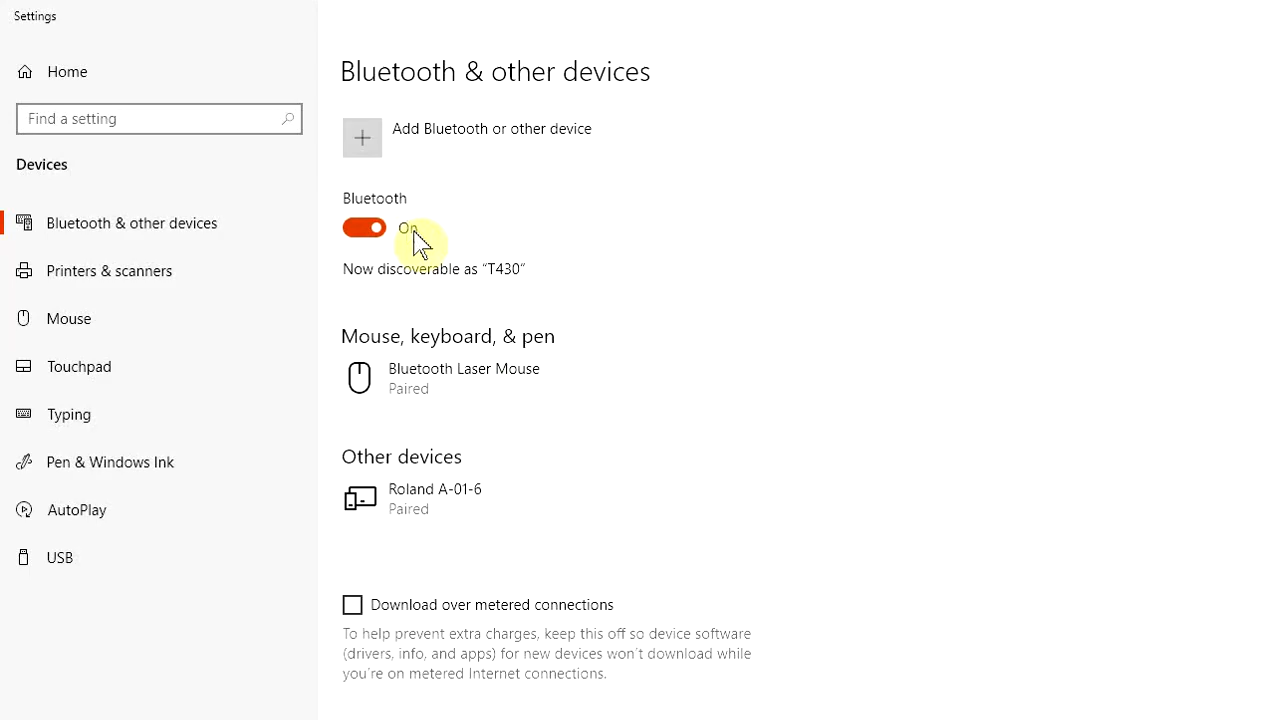 Settings
Home
Find a setting
Devices
Bluetooth & other devices
Printers & scanners
Mouse
Touchpad
Typing
Pen & Windows Ink
AutoPlay
USB
Bluetooth & other devices
Add Bluetooth or other device
Bluetooth
On
Now discoverable as “T430”
Mouse, keyboard, & pen
Bluetooth Laser Mouse
Paired
Other devices
Roland A-01-6
Paired
Download over metered connections
To help prevent extra charges, keep this off so device software
(drivers, info, and apps) for new devices won’t download while
you’re on metered Internet connections.